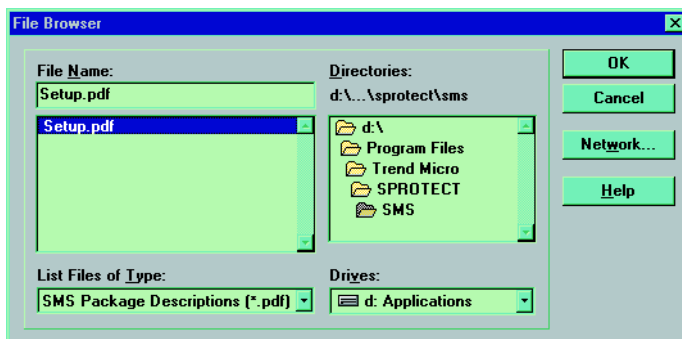 File Browser
File Name:
Setup.pdf
Setup.pdf
List Files of Type:
SMS Package Descriptions (*.pdf)
Directories:
d:\...\sprotect\sms
d:\
Program Files
Trend Micro
SPROTECT
SMS
Drives:
d: Applications
OK
Cancel
Network...
Help